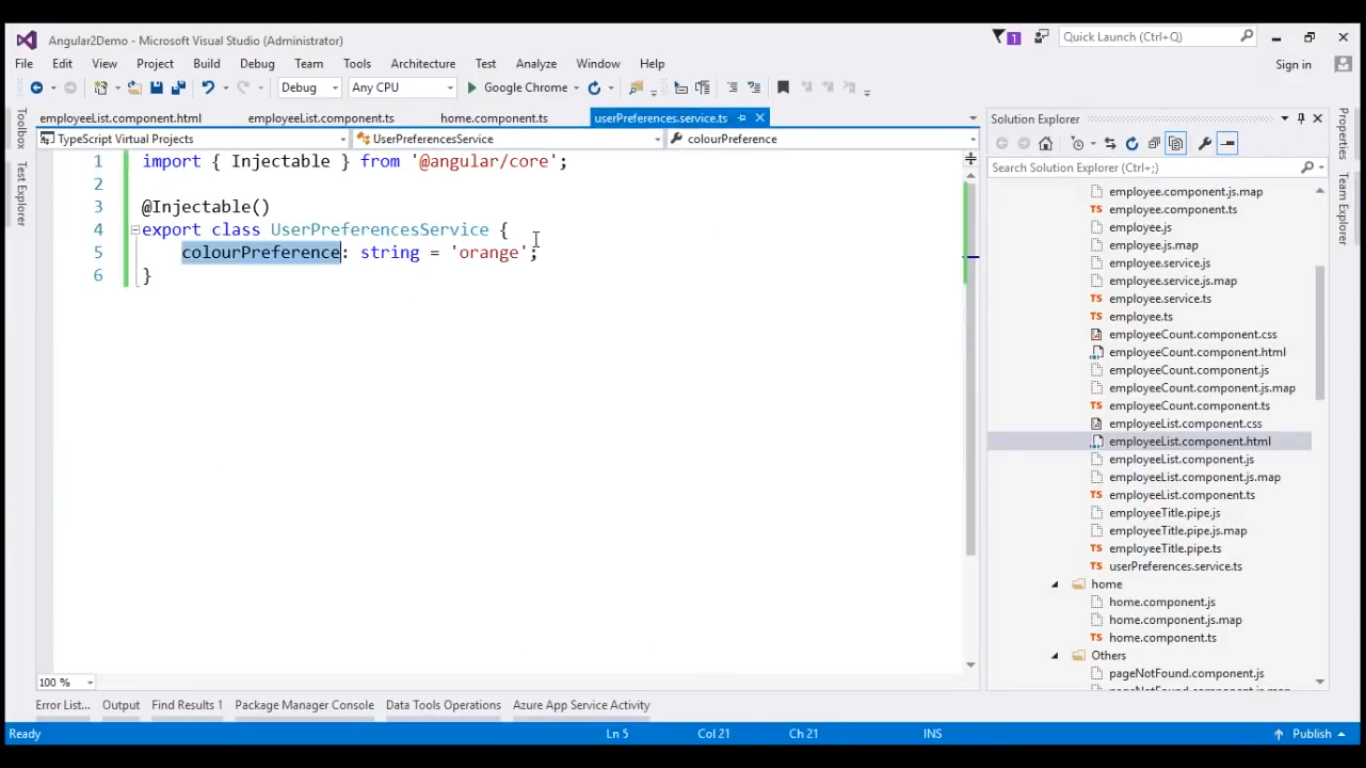 Angular2Demo - Microsoft Visual Studio (Administrator)
1
Quick Launch (Ctrl+Q)
File Edit View Project Build Debug Team Tools Architecture Test Analyze Window Help
Sign in
Debug Any CPU Google Chrome
Toolbox
Test Explorer
employeeList.component.html employeeList.component.ts home.component.ts userPreferences.service.ts
TypeScript Virtual Projects UserPreferencesService colourPreference
1 import { Injectable } from '@angular/core';
2
3 @Injectable()
4 export class UserPreferencesService {
5 colourPreference: string = 'orange';
6 }
100 %
Solution Explorer
Search Solution Explorer (Ctrl+;)
employee.component.js.map
TS employee.component.ts
employee.js
employee.js.map
employee.service.js
employee.service.js.map
TS employee.service.ts
TS employee.ts
employeeCount.component.css
employeeCount.component.html
employeeCount.component.js
employeeCount.component.js.map
TS employeeCount.component.ts
employeeList.component.css
employeeList.component.html
employeeList.component.js
employeeList.component.js.map
TS employeeList.component.ts
employeeTitle.pipe.js
employeeTitle.pipe.js.map
TS employeeTitle.pipe.ts
TS userPreferences.service.ts
home
home.component.js
home.component.js.map
TS home.component.ts
Others
pageNotFound.component.js
Properties
Team Explorer
Error List... Output Find Results 1 Package Manager Console Data Tools Operations Azure App Service Activity
Ready Ln 5 Col 21 Ch 21 INS Publish